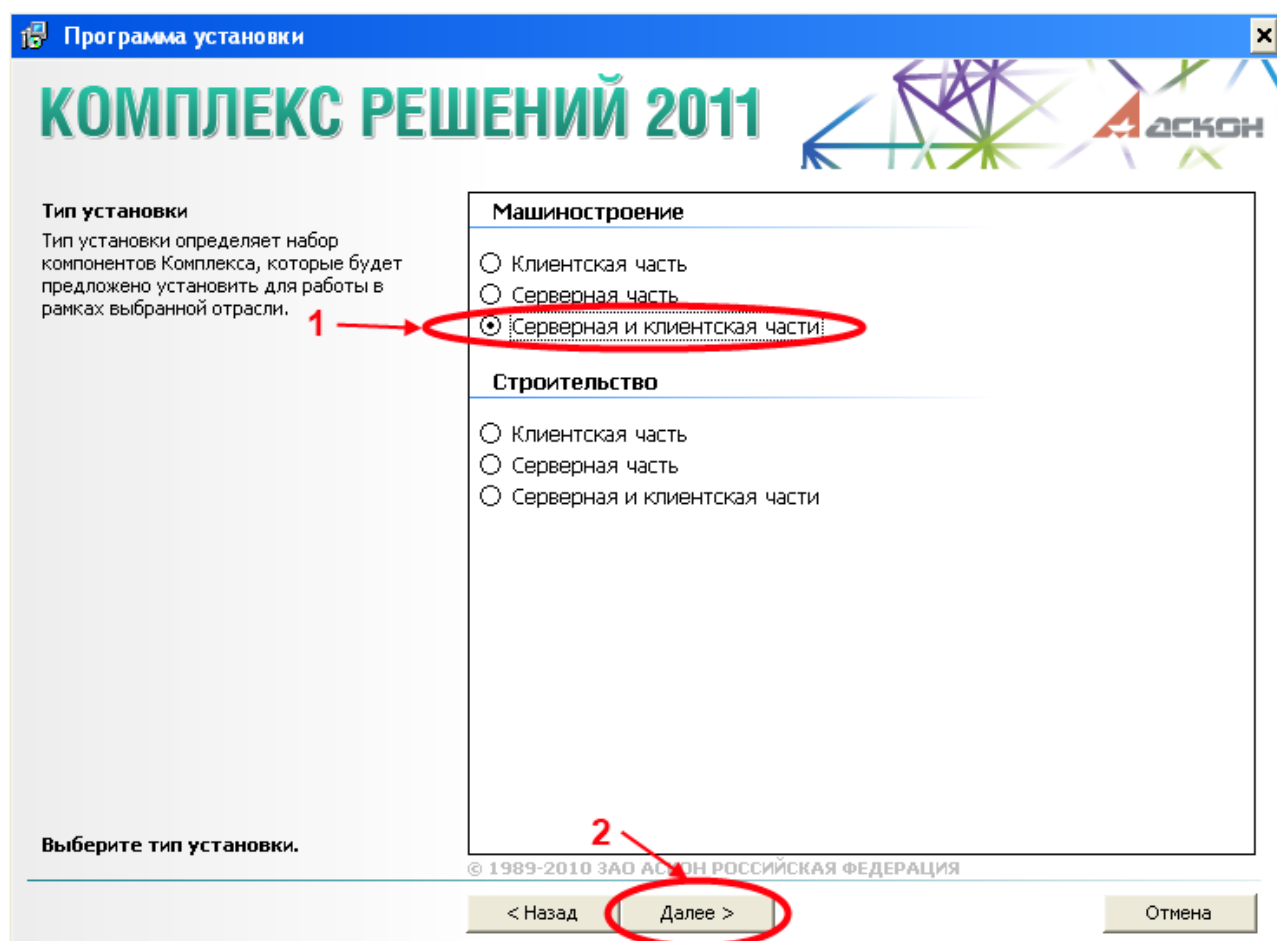 Программа установки
КОМПЛЕКС РЕШЕНИЙ 2011
АСКОН
Тип установки
Тип установки определяет набор
компонентов Комплекса, которые будет
предложено установить для работы в
рамках выбранной отрасли.
1
Машиностроение
Клиентская часть
Серверная часть
Серверная и клиентская части
Строительство
Клиентская часть
Серверная часть
Серверная и клиентская части
Выберите тип установки.
2
© 1989-2010 ЗАО АСКОН РОССИЙСКАЯ ФЕДЕРАЦИЯ
< Назад
Далее >
Отмена